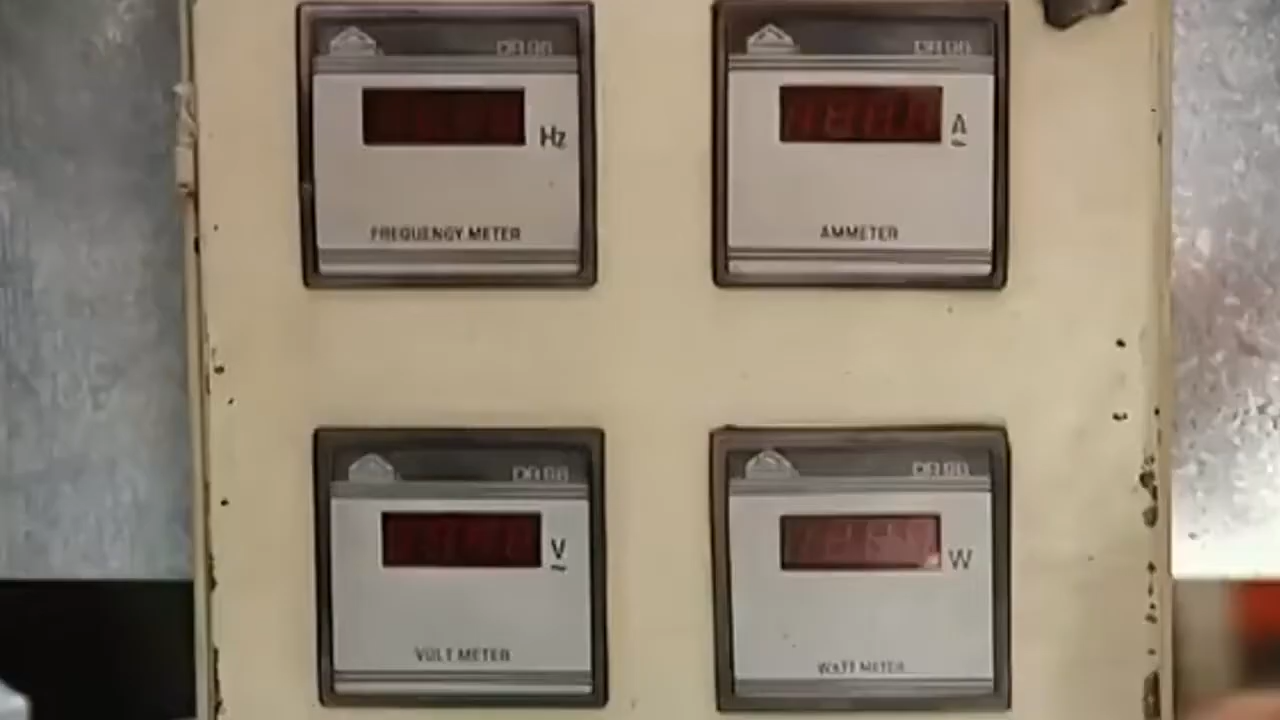 Hz
FREQUENCY METER
A
AMMETER
V
VOLT METER
W
WATT METER